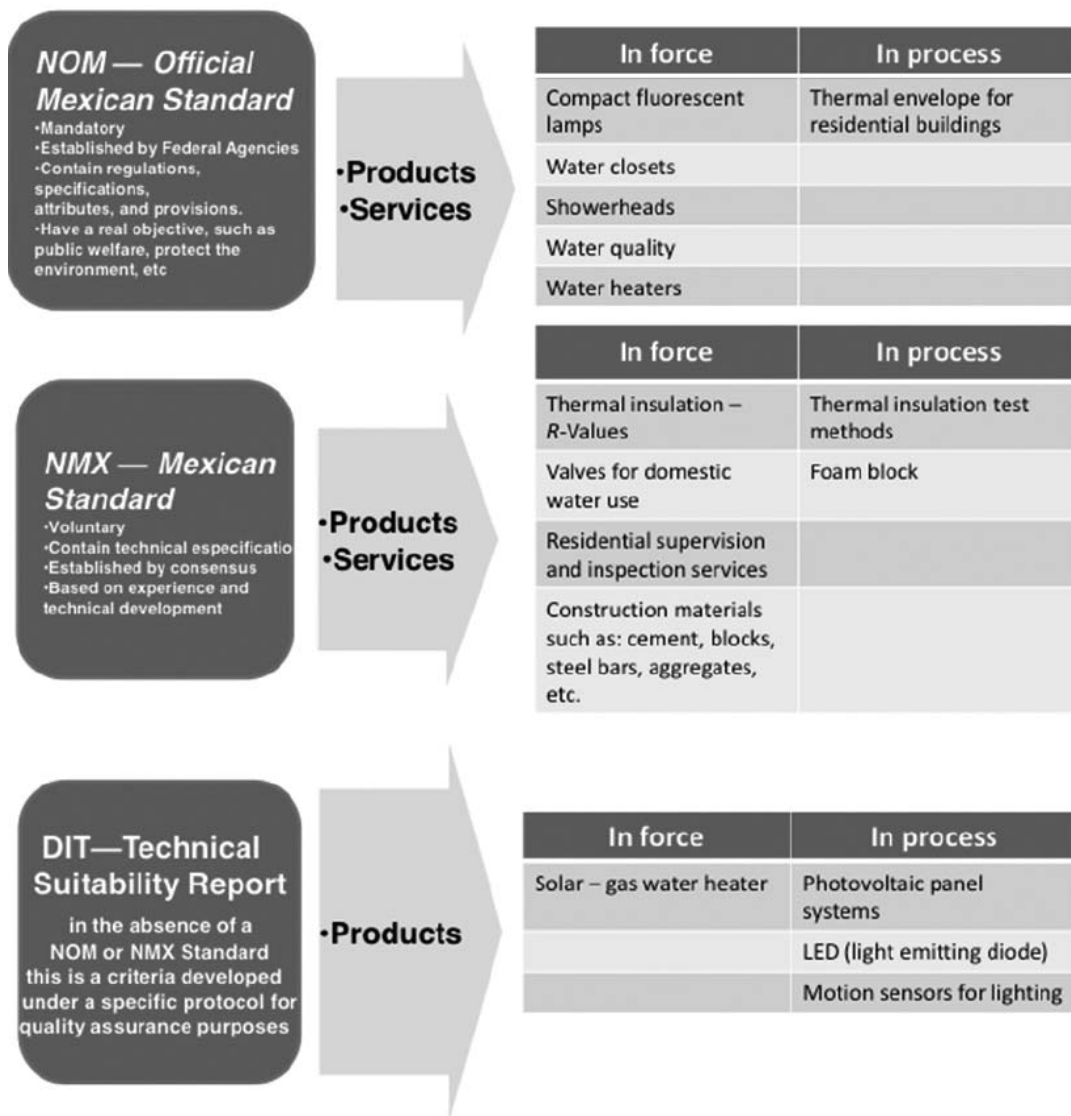 NOM — Official
Mexican Standard
•Mandatory
•Established by Federal Agencies
•Contain regulations,
specifications,
attributes, and provisions.
•Have a real objective, such as
public welfare, protect the
environment, etc
•Products
•Services
In force In process
Compact fluorescent Thermal envelope for
lamps residential buildings
Water closets
Showerheads
Water quality
Water heaters
NMX — Mexican
Standard
•Voluntary
•Contain technical especificatio
•Established by consensus
•Based on experience and
technical development
•Products
•Services
In force In process
Thermal insulation – Thermal insulation test
R-Values methods
Valves for domestic Foam block
water use
Residential supervision
and inspection services
Construction materials
such as: cement, blocks,
steel bars, aggregates,
etc.
DIT—Technical
Suitability Report
in the absence of a
NOM or NMX Standard
this is a criteria developed
under a specific protocol for
quality assurance purposes
•Products
In force In process
Solar – gas water heater Photovoltaic panel
systems
LED (light emitting diode)
Motion sensors for lighting